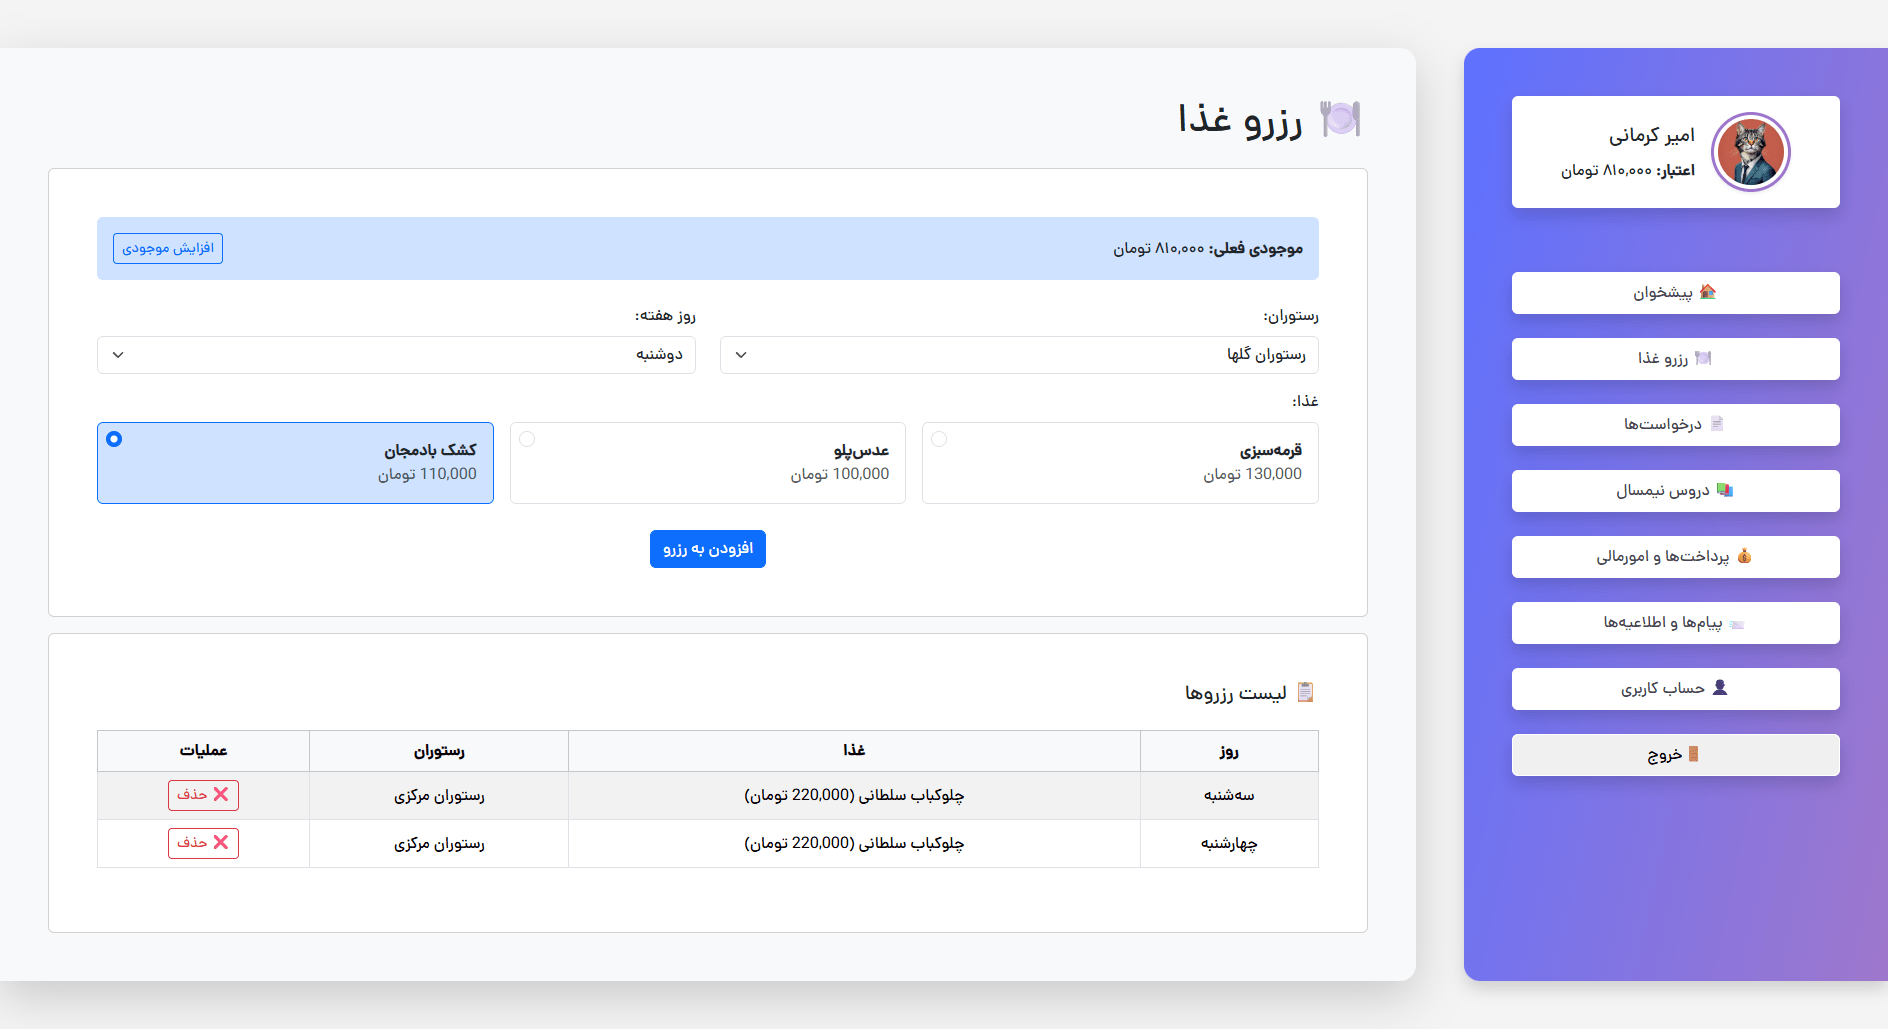 امیر کرمانی
اعتبار: ۸۱۰,۰۰۰ تومان
پیشخوان
رزرو غذا
درخواست‌ها
دروس نیمسال
پرداخت‌ها و امورمالی
پیام‌ها و اطلاعیه‌ها
حساب کاربری
خروج
رزرو غذا
موجودی فعلی: ۸۱۰,۰۰۰ تومان
افزایش موجودی
رستوران:
روز هفته:
رستوران گلها
دوشنبه
غذا:
قرمه‌سبزی
130,000 تومان
عدس‌پلو
100,000 تومان
کشک بادمجان
110,000 تومان
افزودن به رزرو
لیست رزروها
روز غذا رستوران عملیات
سه‌شنبه چلوکباب سلطانی (220,000 تومان) رستوران مرکزی حذف
چهارشنبه چلوکباب سلطانی (220,000 تومان) رستوران مرکزی حذف